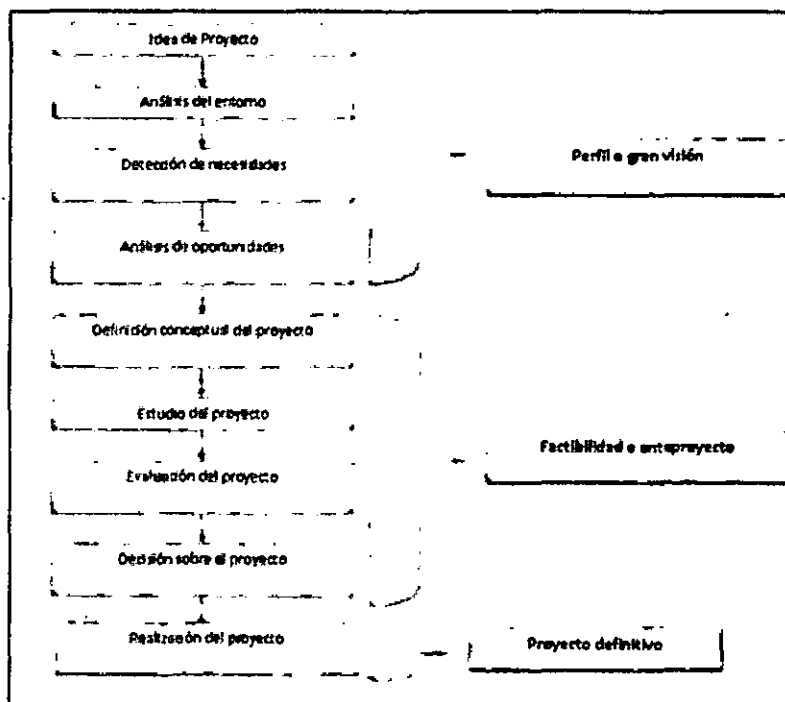 Idea de Proyecto
Análisis del entorno
Detección de necesidades
Perfil o gran visión
Análisis de oportunidades
Definición conceptual del proyecto
Estudio del proyecto
Evaluación del proyecto
Factibilidad o anteproyecto
Decisión sobre el proyecto
Realización del proyecto
Proyecto definitivo